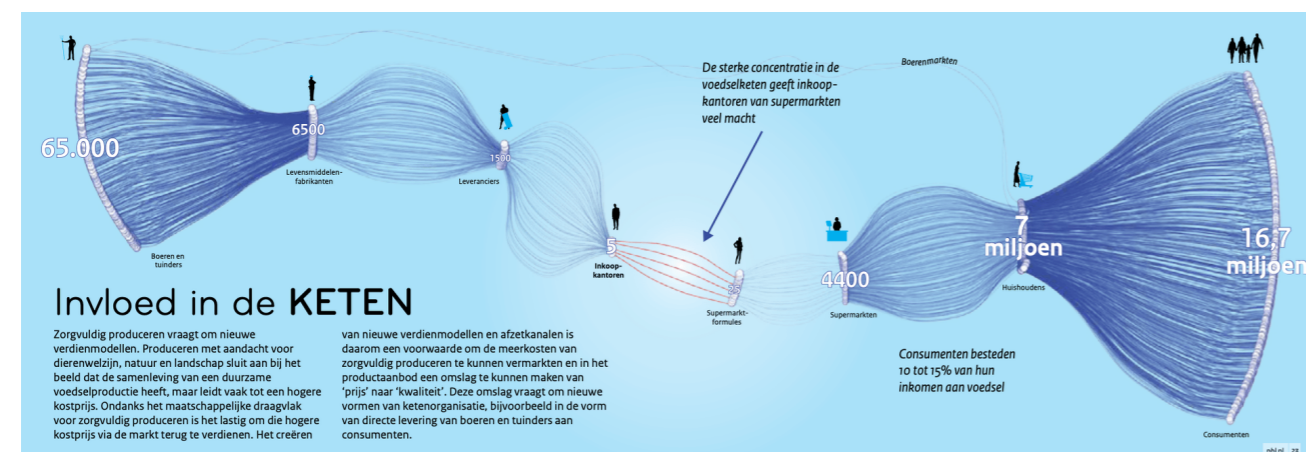 65.000
Boeren en
tuinders
6500
Levensmiddelen-
fabrikanten
1500
Leveranciers
5
Inkoop-
kantoren
De sterke concentratie in de
voedselketen geeft inkoop-
kantoren van supermarkten
veel macht
Supermarkt-
formules
4400
Supermarkten
Boerenmarkten
7
miljoen
Huishoudens
16,7
miljoen
Consumenten
Consumenten besteden
10 tot 15% van hun
inkomen aan voedsel
Invloed in de KETEN
Zorgvuldig produceren vraagt om nieuwe
verdienmodellen. Produceren met aandacht voor
dierenwelzijn, natuur en landschap sluit aan bij het
beeld dat de samenleving van een duurzame
voedselproductie heeft, maar leidt vaak tot een hogere
kostprijs. Ondanks het maatschappelijke draagvlak
voor zorgvuldig produceren is het lastig om die hogere
kostprijs via de markt terug te verdienen. Het creëren
van nieuwe verdienmodellen en afzetkanalen is
daarom een voorwaarde om de meerkosten van
zorgvuldig produceren te kunnen vermarkten en in het
productaanbod een omslag te kunnen maken van
‘prijs’ naar ‘kwaliteit’. Deze omslag vraagt om nieuwe
vormen van ketenorganisatie, bijvoorbeeld in de vorm
van directe levering van boeren en tuinders aan
consumenten.